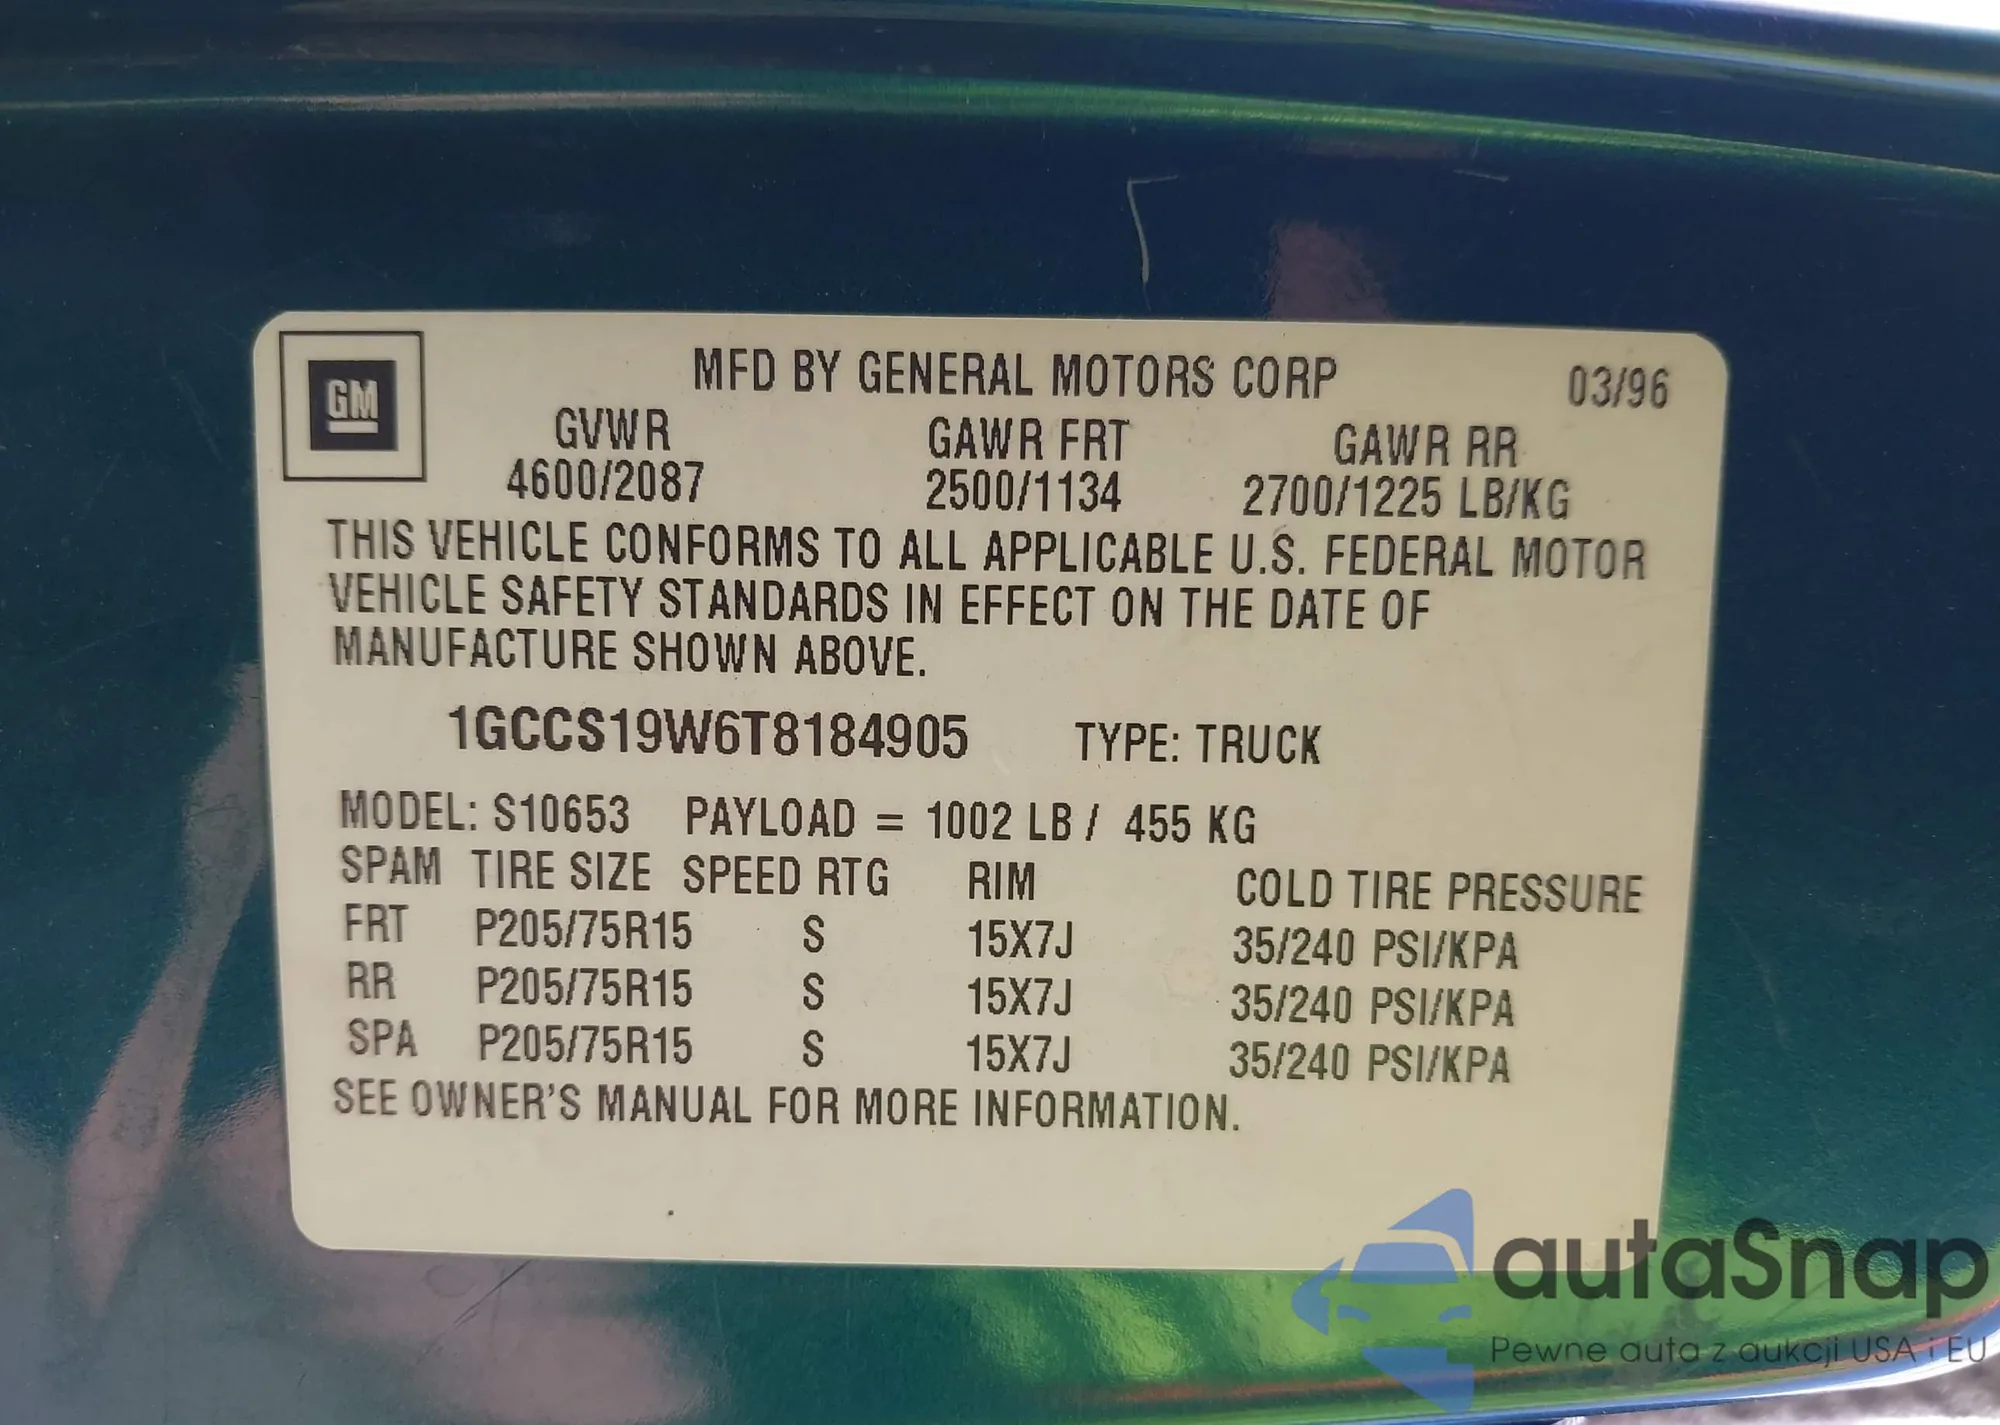 GM
MFD BY GENERAL MOTORS CORP 03/96
GVWR GAWR FRT GAWR RR
4600/2087 2500/1134 2700/1225 LB/KG
THIS VEHICLE CONFORMS TO ALL APPLICABLE U.S. FEDERAL MOTOR
VEHICLE SAFETY STANDARDS IN EFFECT ON THE DATE OF
MANUFACTURE SHOWN ABOVE.
1GCCS19W6T8184905 TYPE: TRUCK
MODEL: S10653 PAYLOAD = 1002 LB / 455 KG
SPAM TIRE SIZE SPEED RTG RIM COLD TIRE PRESSURE
FRT P205/75R15 S 15X7J 35/240 PSI/KPA
RR P205/75R15 S 15X7J 35/240 PSI/KPA
SPA P205/75R15 S 15X7J 35/240 PSI/KPA
SEE OWNER'S MANUAL FOR MORE INFORMATION.
autaSnap
Pewne auta z aukcji USA i EU